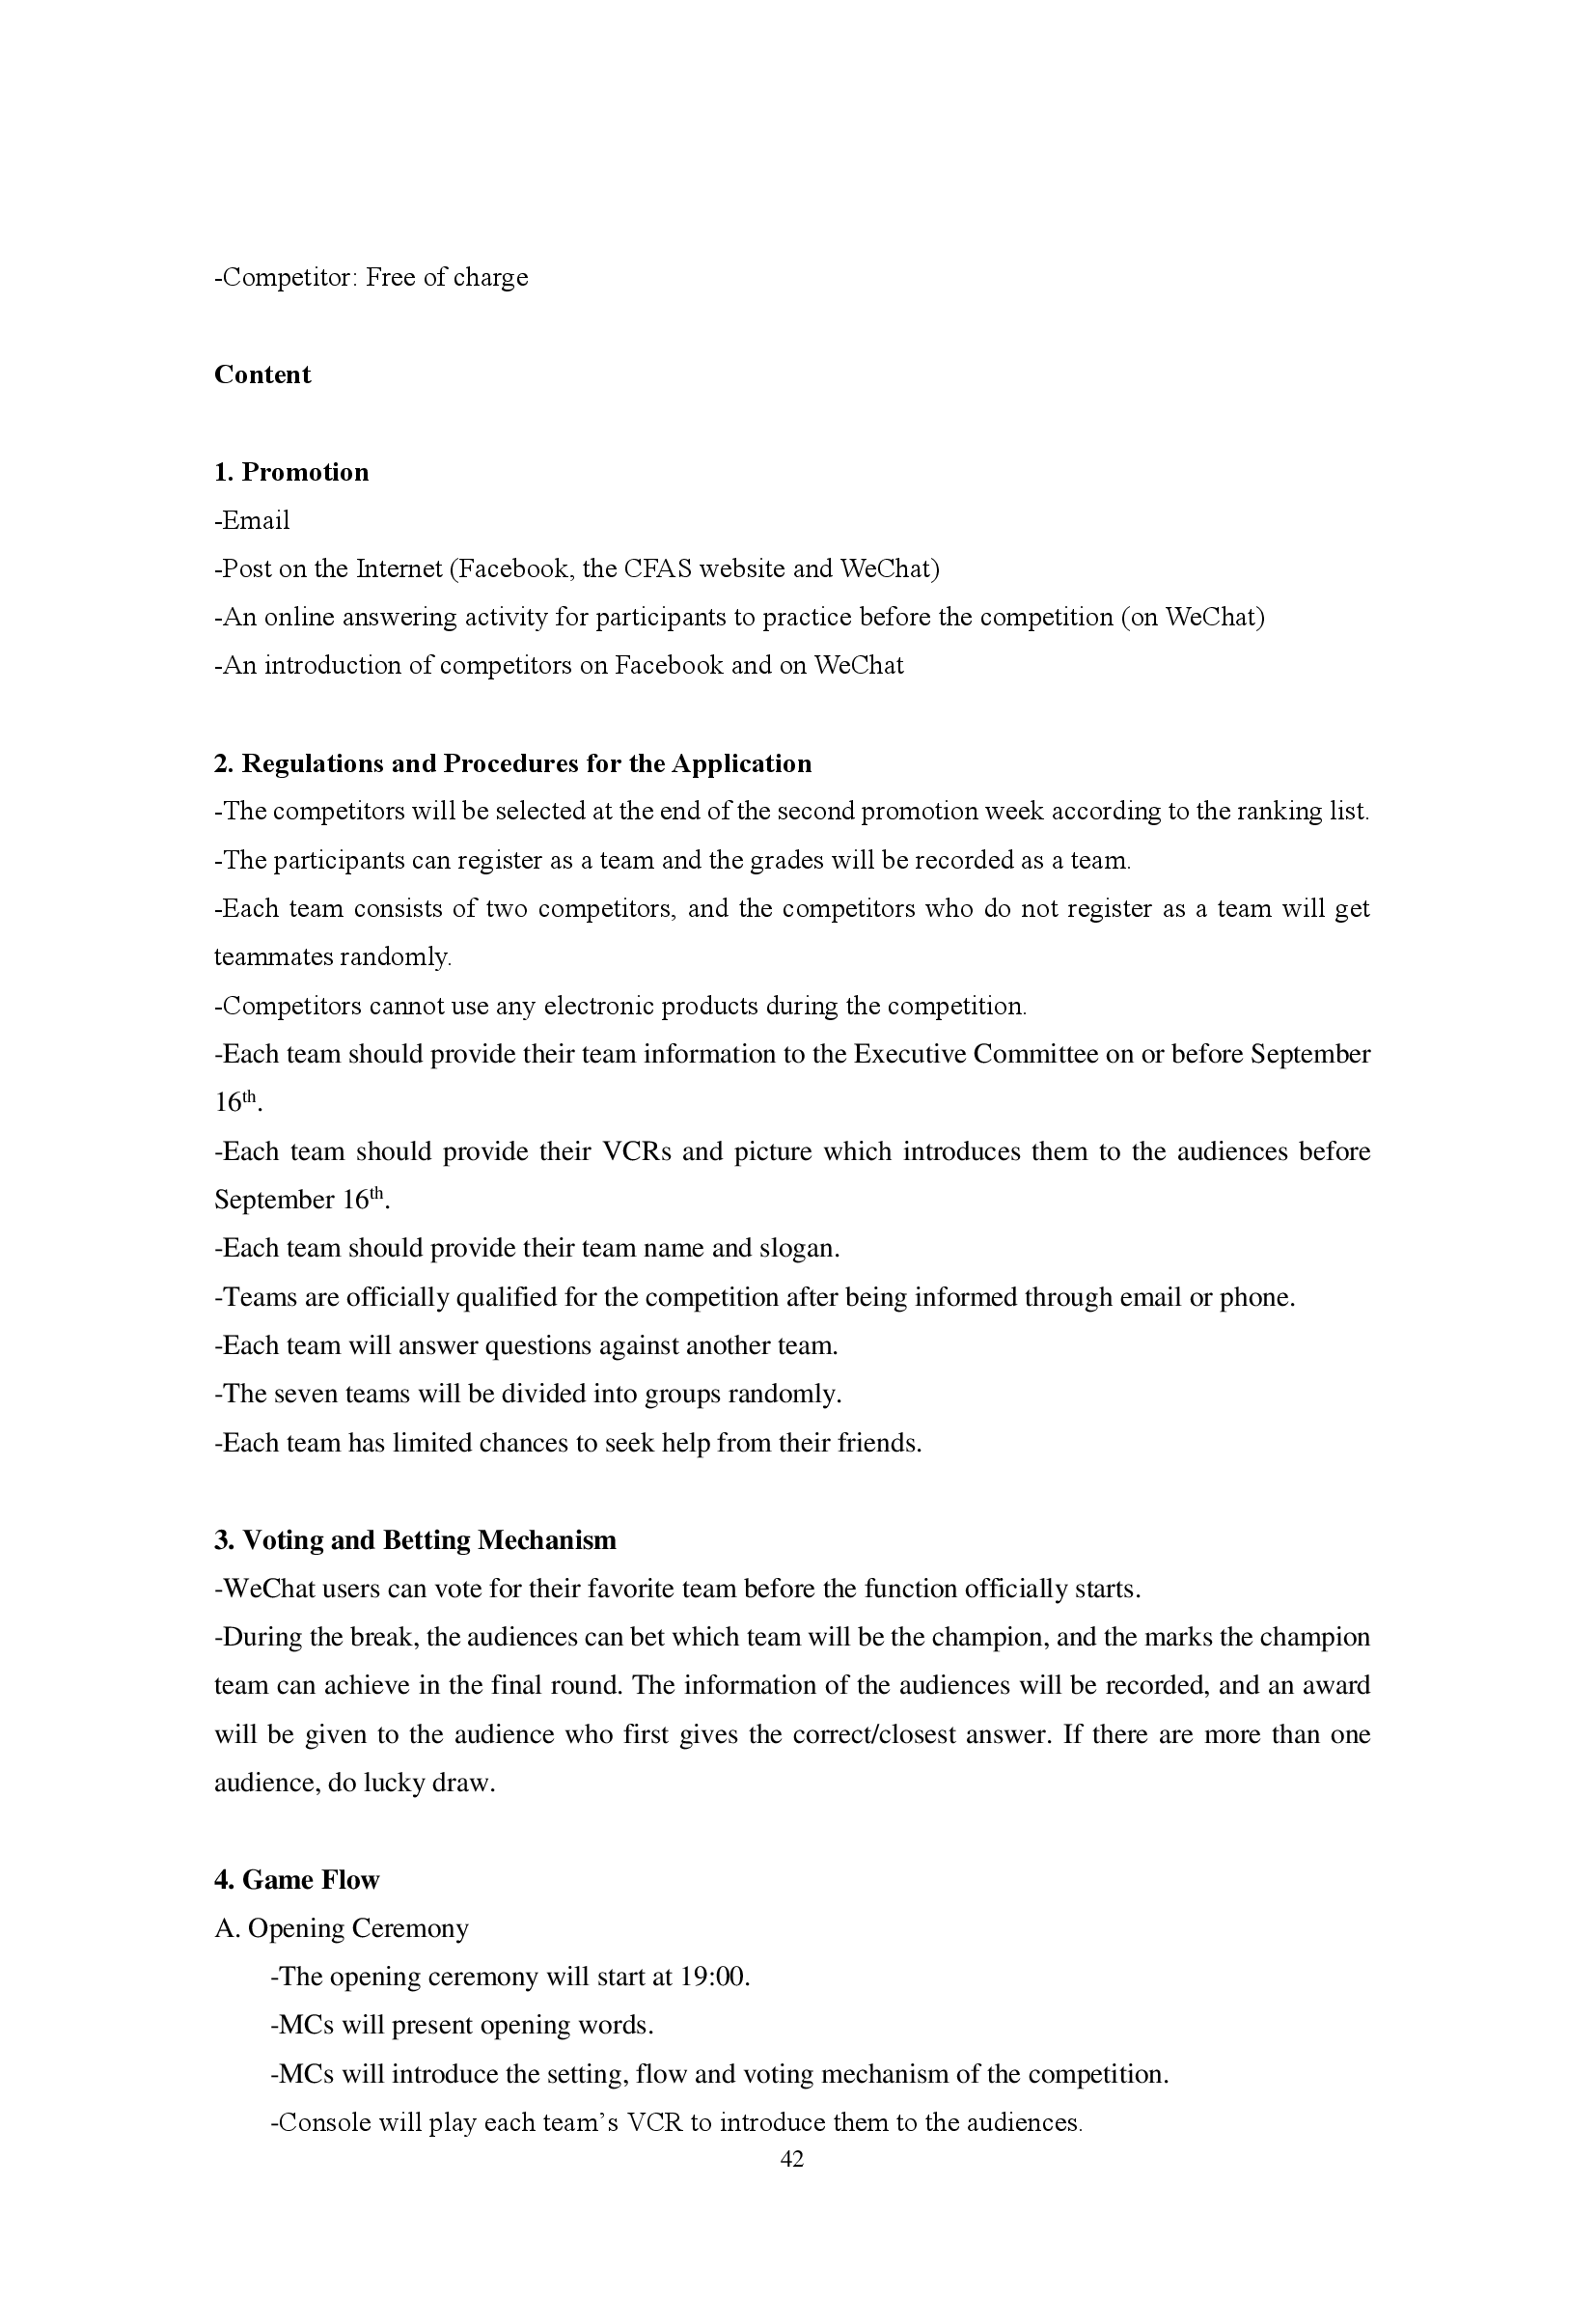 -Competitor: Free of charge
Content
1. Promotion
-Email
-Post on the Internet (Facebook, the CFAS website and WeChat)
-An online answering activity for participants to practice before the competition (on WeChat)
-An introduction of competitors on Facebook and on WeChat
2. Regulations and Procedures for the Application
-The competitors will be selected at the end of the second promotion week according to the ranking list.
-The participants can register as a team and the grades will be recorded as a team.
-Each team consists of two competitors, and the competitors who do not register as a team will get
teammates randomly.
-Competitors cannot use any electronic products during the competition.
-Each team should provide their team information to the Executive Committee on or before September
16th.
-Each team should provide their VCRs and picture which introduces them to the audiences before
September 16th.
-Each team should provide their team name and slogan.
-Teams are officially qualified for the competition after being informed through email or phone.
-Each team will answer questions against another team.
-The seven teams will be divided into groups randomly.
-Each team has limited chances to seek help from their friends.
3. Voting and Betting Mechanism
-WeChat users can vote for their favorite team before the function officially starts.
-During the break, the audiences can bet which team will be the champion, and the marks the champion
team can achieve in the final round. The information of the audiences will be recorded, and an award
will be given to the audience who first gives the correct/closest answer. If there are more than one
audience, do lucky draw.
4. Game Flow
A. Opening Ceremony
-The opening ceremony will start at 19:00.
-MCs will present opening words.
-MCs will introduce the setting, flow and voting mechanism of the competition.
-Console will play each team’s VCR to introduce them to the audiences.
42